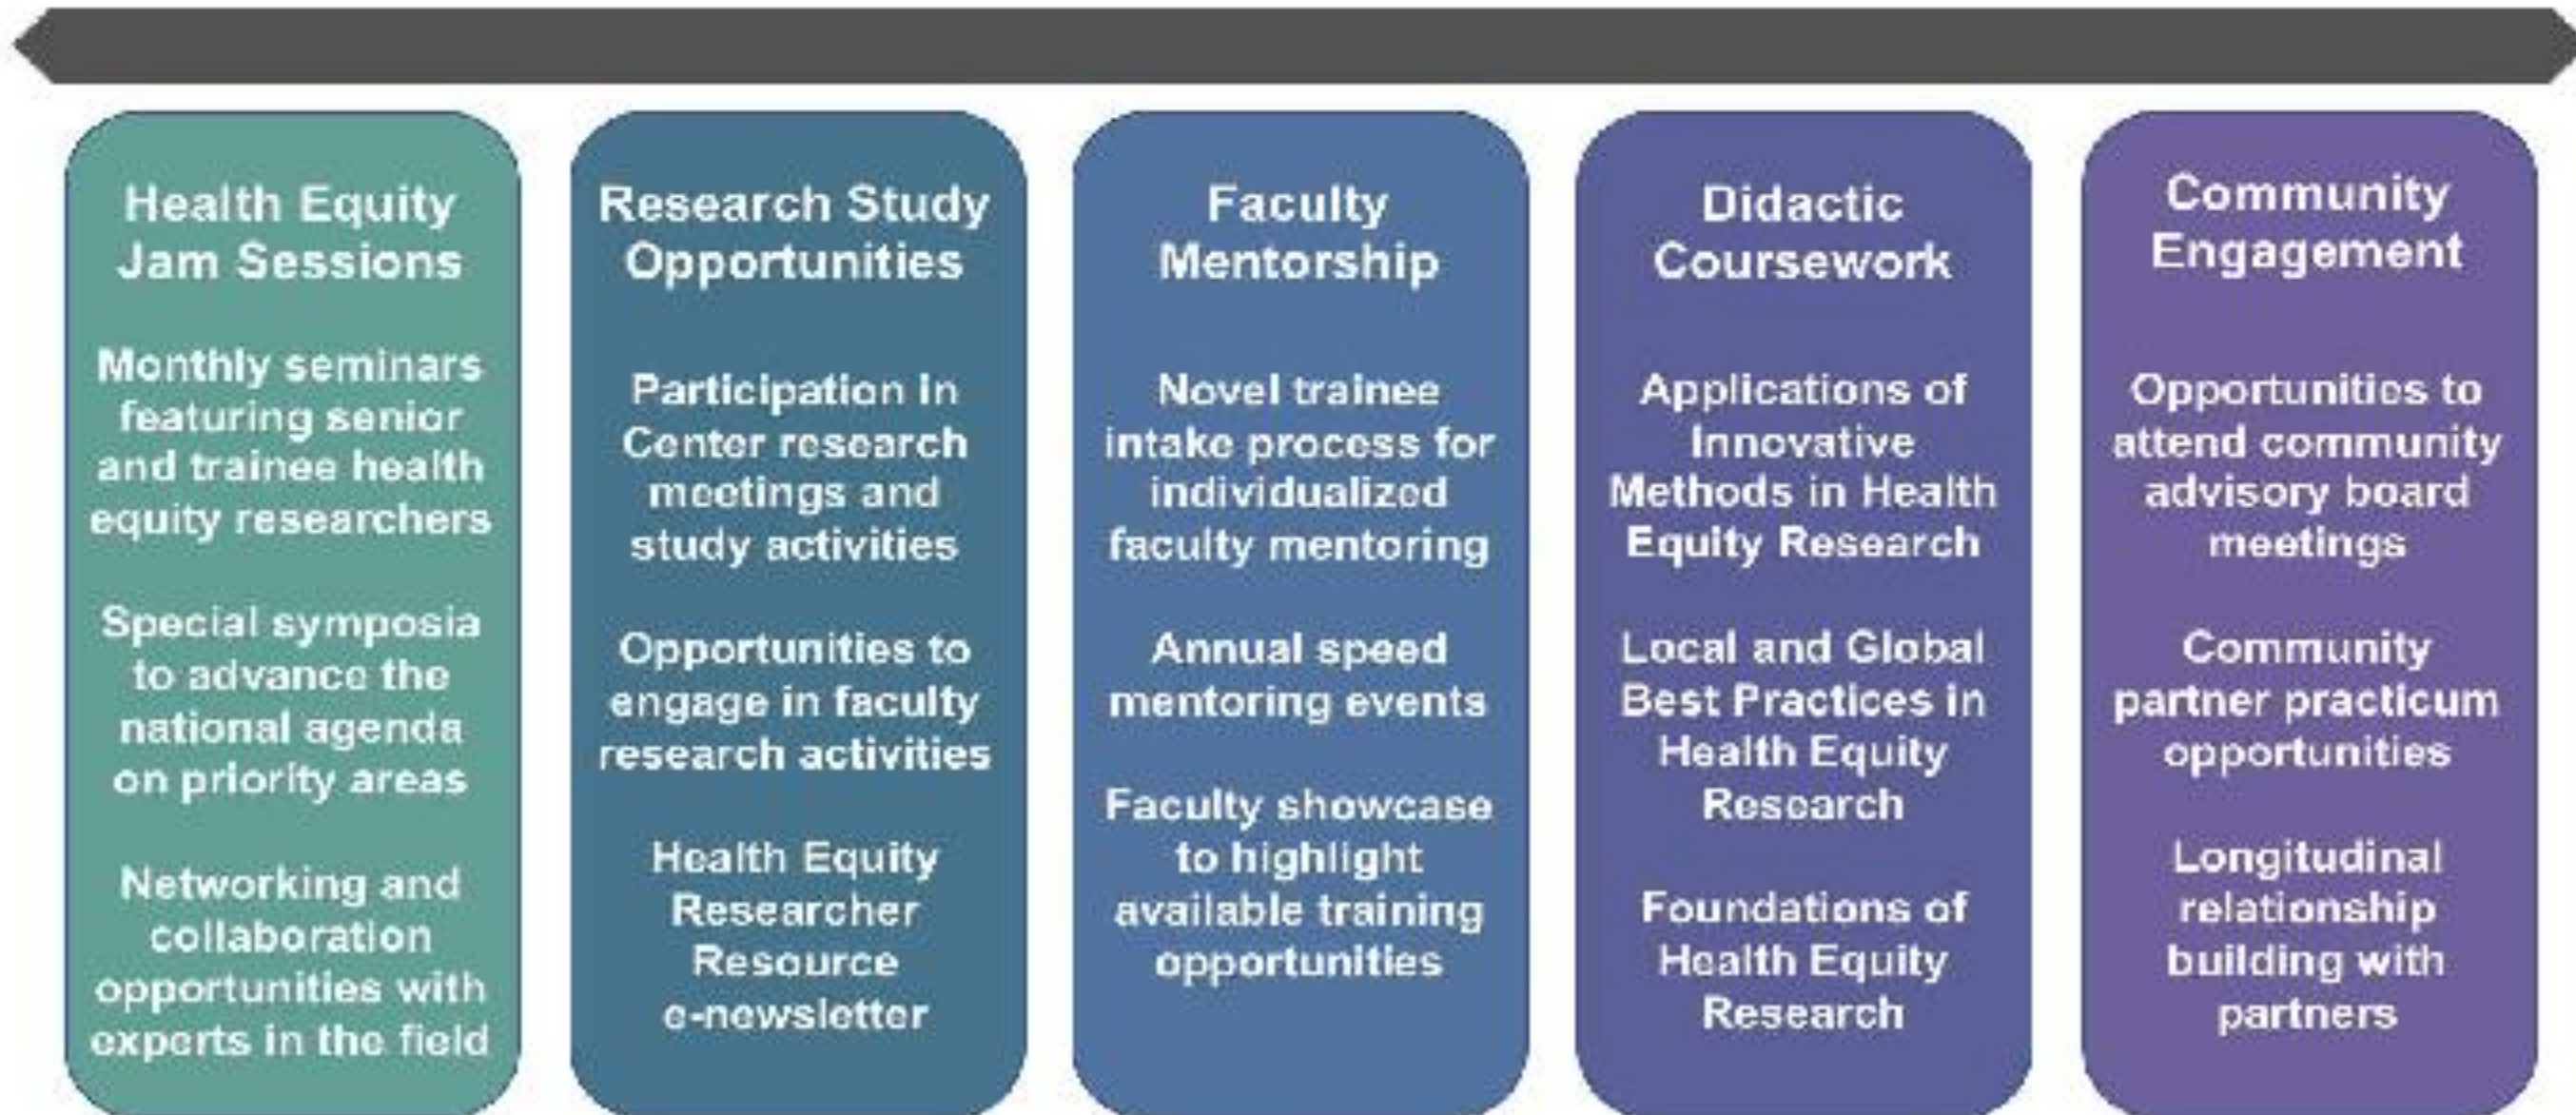 Health Equity
Jam Sessions
Monthly seminars
featuring senior
and trainee health
equity researchers
Special symposia
to advance the
national agenda
on priority areas
Networking and
collaboration
opportunities with
experts in the field
Research Study
Opportunities
Participation in
Center research
meetings and
study activities
Opportunities to
engage in faculty
research activities
Health Equity
Researcher
Resource
e-newsletter
Faculty
Mentorship
Novel trainee
intake process for
individualized
faculty mentoring
Annual speed
mentoring events
Faculty showcase
to highlight
available training
opportunities
Didactic
Coursework
Applications of
Innovative
Methods in Health
Equity Research
Local and Global
Best Practices in
Health Equity
Research
Foundations of
Health Equity
Research
Community
Engagement
Opportunities to
attend community
advisory board
meetings
Community
partner practicum
opportunities
Longitudinal
relationship
building with
partners